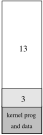 13
3
kernel prog
and data